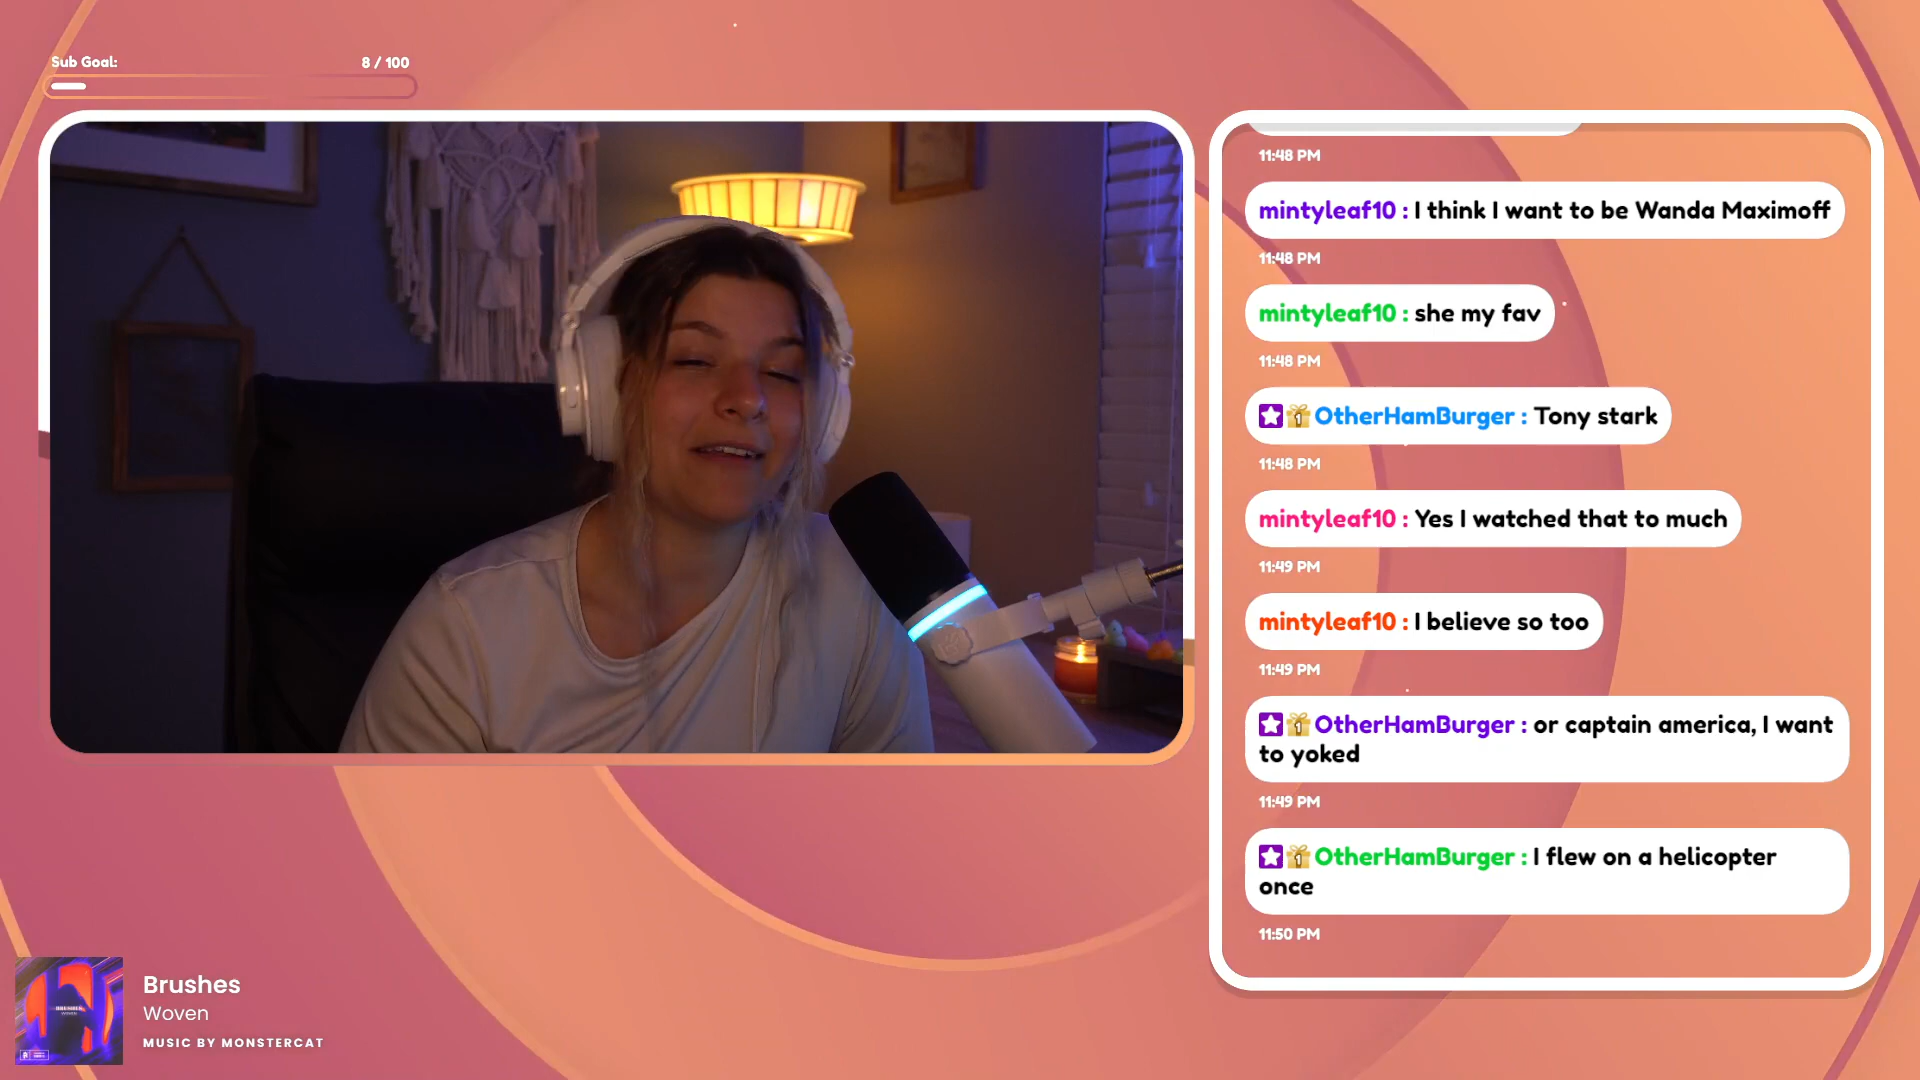 Sub Goal: 8 / 100
11:48 PM
mintyleaf10 : I think I want to be Wanda Maximoff
11:48 PM
mintyleaf10 : she my fav
11:48 PM
OtherHamBurger : Tony stark
11:48 PM
mintyleaf10 : Yes I watched that to much
11:49 PM
mintyleaf10 : I believe so too
11:49 PM
OtherHamBurger : or captain america, I want
to yoked
11:49 PM
OtherHamBurger : I flew on a helicopter
once
11:50 PM
Brushes
Woven
MUSIC BY MONSTERCAT